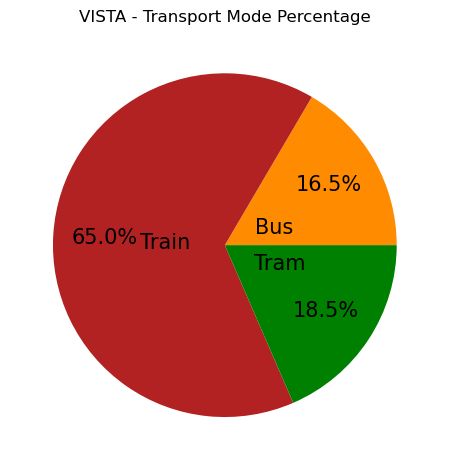 VISTA - Transport Mode Percentage
16.5%
Bus
65.0%
Train
Tram
18.5%